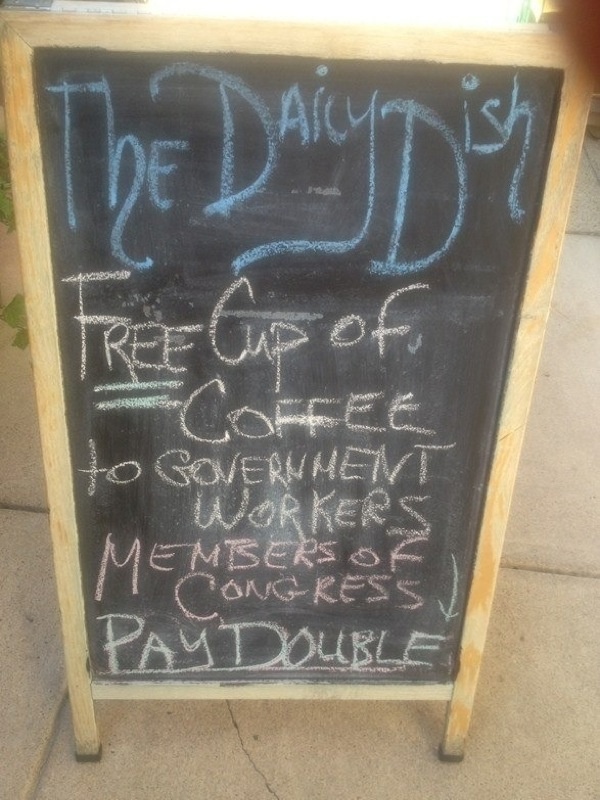 The Daily Dish
FREE Cup of
COFFEE
to GOVERNMENT
WORKERS
MEMBERS OF
CONGRESS
PAY DOUBLE